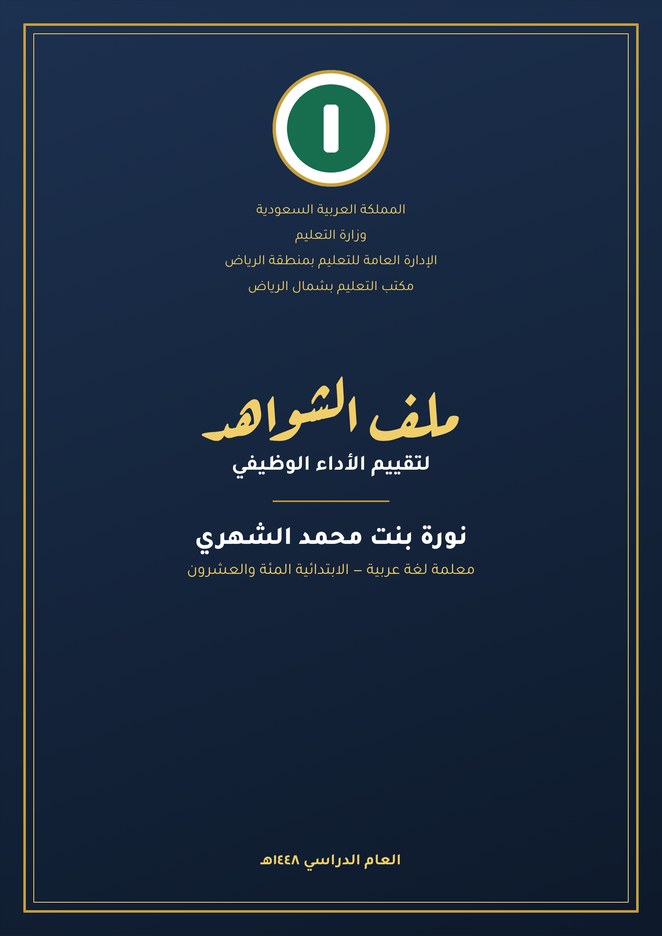 المملكة العربية السعودية
وزارة التعليم
الإدارة العامة للتعليم بمنطقة الرياض
مكتب التعليم بشمال الرياض
ملف الشواهد
لتقييم الأداء الوظيفي
نورة بنت محمد الشهري
معلمة لغة عربية – الابتدائية المئة والعشرون
العام الدراسي ١٤٤٨هـ